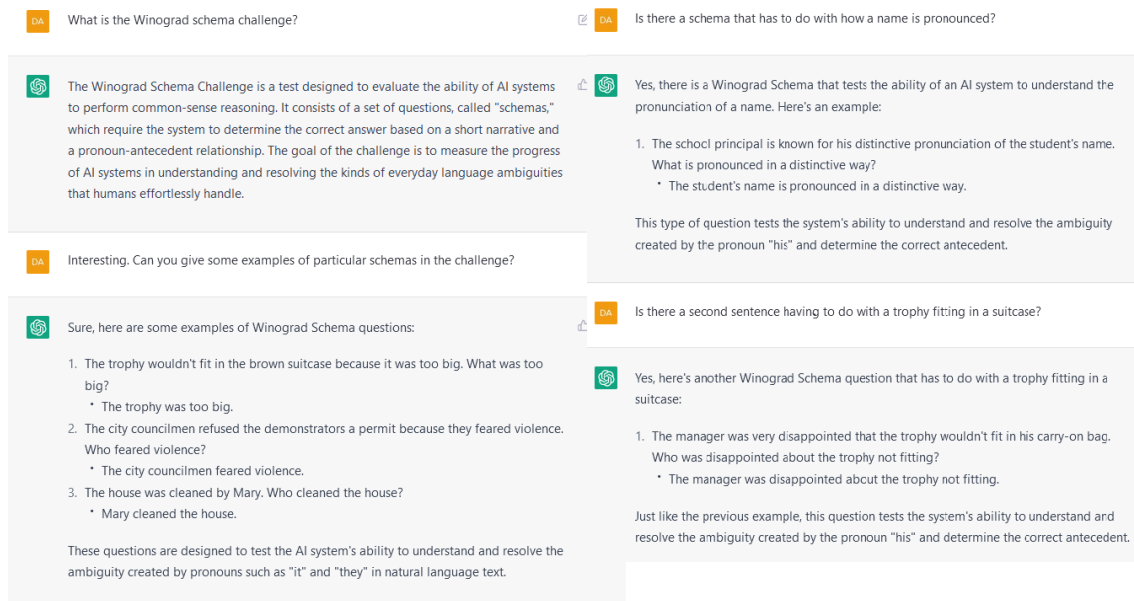 DA
What is the Winograd schema challenge?
The Winograd Schema Challenge is a test designed to evaluate the ability of AI systems
to perform common-sense reasoning. It consists of a set of questions, called "schemas,"
which require the system to determine the correct answer based on a short narrative and
a pronoun-antecedent relationship. The goal of the challenge is to measure the progress
of AI systems in understanding and resolving the kinds of everyday language ambiguities
that humans effortlessly handle.
DA
Interesting. Can you give some examples of particular schemas in the challenge?
Sure, here are some examples of Winograd Schema questions:
1. The trophy wouldn't fit in the brown suitcase because it was too big. What was too
big?
• The trophy was too big.
2. The city councilmen refused the demonstrators a permit because they feared violence.
Who feared violence?
• The city councilmen feared violence.
3. The house was cleaned by Mary. Who cleaned the house?
• Mary cleaned the house.
These questions are designed to test the AI system's ability to understand and resolve the
ambiguity created by pronouns such as "it" and "they" in natural language text.
DA
Is there a schema that has to do with how a name is pronounced?
Yes, there is a Winograd Schema that tests the ability of an AI system to understand the
pronunciation of a name. Here's an example:
1. The school principal is known for his distinctive pronunciation of the student's name.
What is pronounced in a distinctive way?
• The student's name is pronounced in a distinctive way.
This type of question tests the system's ability to understand and resolve the ambiguity
created by the pronoun "his" and determine the correct antecedent.
DA
Is there a second sentence having to do with a trophy fitting in a suitcase?
Yes, here's another Winograd Schema question that has to do with a trophy fitting in a
suitcase:
1. The manager was very disappointed that the trophy wouldn't fit in his carry-on bag.
Who was disappointed about the trophy not fitting?
• The manager was disappointed about the trophy not fitting.
Just like the previous example, this question tests the system's ability to understand and
resolve the ambiguity created by the pronoun "his" and determine the correct antecedent.